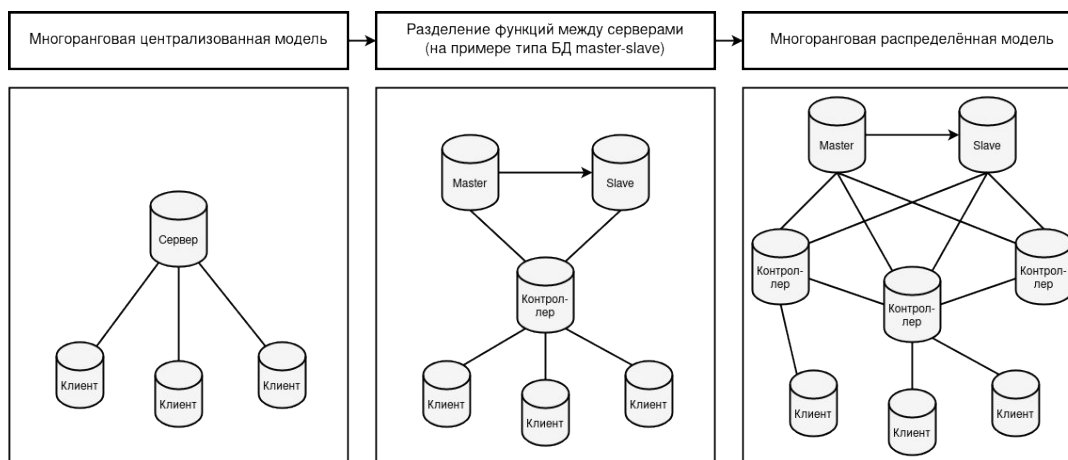 Многоранговая централизованная модель
Разделение функций между серверами
(на примере типа БД master-slave)
Многоранговая распределённая модель
Сервер
Клиент
Клиент
Клиент
Master
Slave
Контрол-
лер
Клиент
Клиент
Клиент
Master
Slave
Контрол-
лер
Контрол-
лер
Контрол-
лер
Клиент
Клиент
Клиент